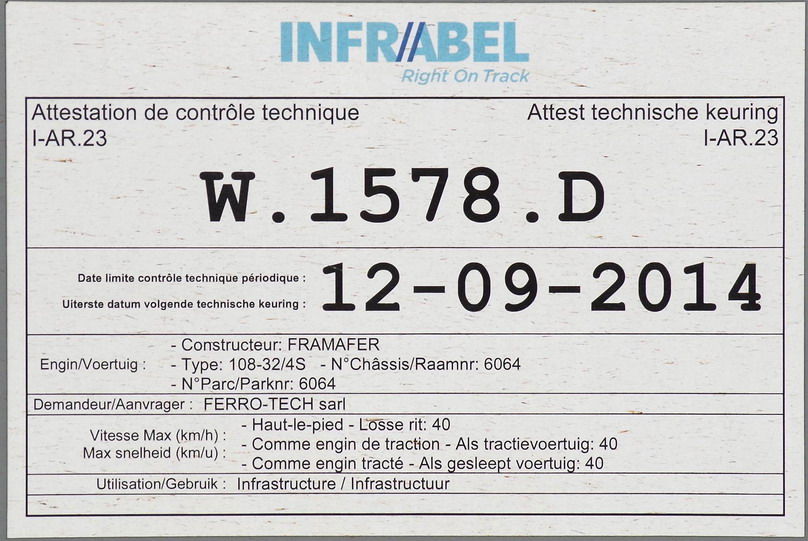 INFRABEL
Right On Track
Attestation de contrôle technique Attest technische keuring
I-AR.23 I-AR.23
W.1578.D
Date limite contrôle technique périodique :
Uiterste datum volgende technische keuring :
12-09-2014
- Constructeur: FRAMAFER
Engin/Voertuig : - Type: 108-32/4S - N°Châssis/Raamnr: 6064
- N°Parc/Parknr: 6064
Demandeur/Aanvrager : FERRO-TECH sarl
Vitesse Max (km/h) :
Max snelheid (km/u) :
- Haut-le-pied - Losse rit: 40
- Comme engin de traction - Als tractievoertuig: 40
- Comme engin tracté - Als gesleept voertuig: 40
Utilisation/Gebruik : Infrastructure / Infrastructuur